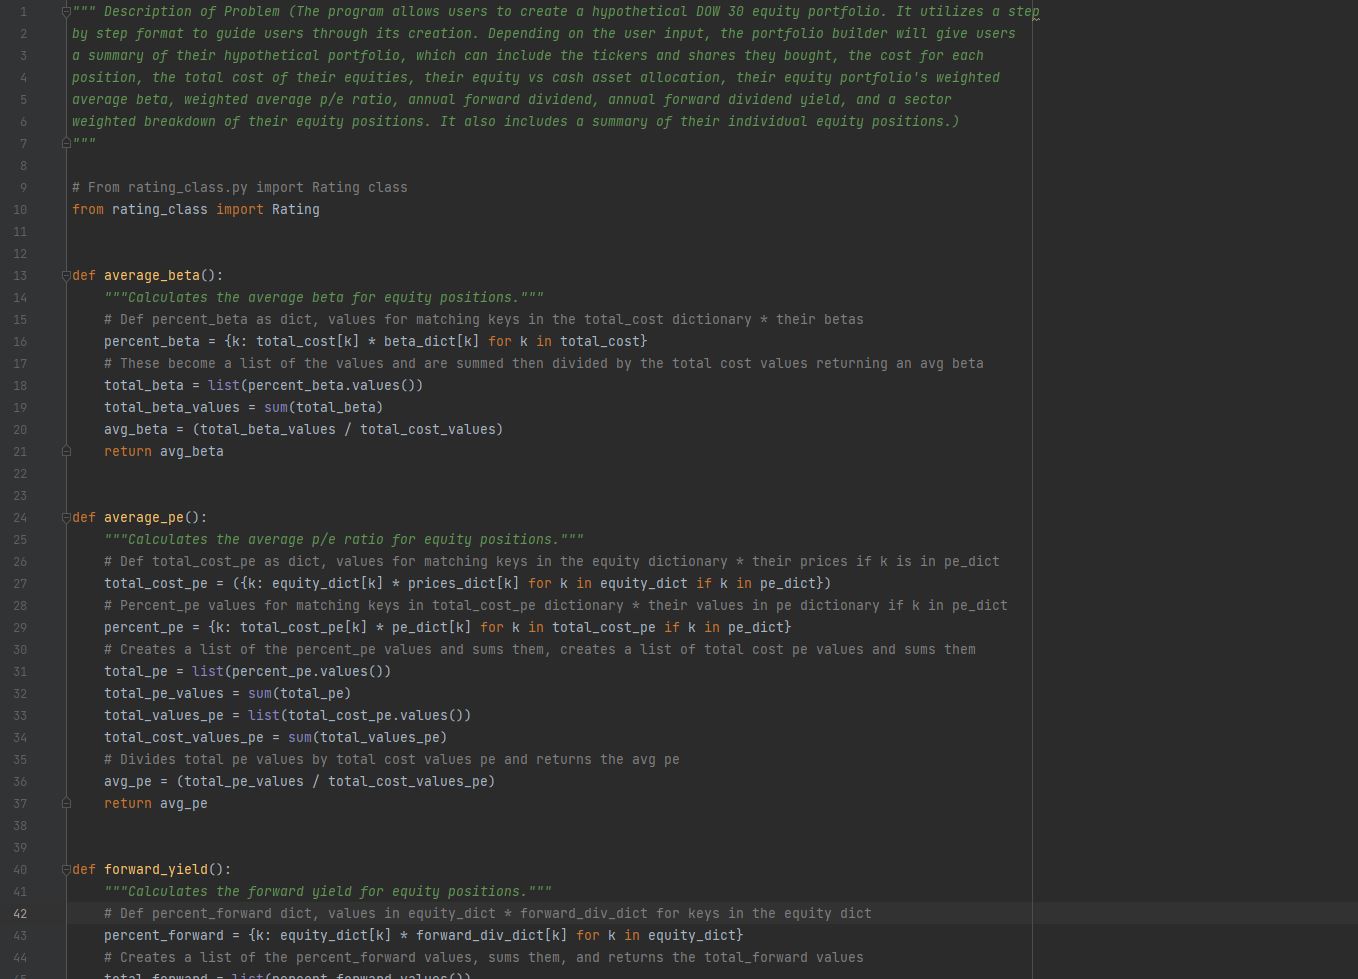 1 """ Description of Problem (The program allows users to create a hypothetical DOW 30 equity portfolio. It utilizes a step
2 by step format to guide users through its creation. Depending on the user input, the portfolio builder will give users
3 a summary of their hypothetical portfolio, which can include the tickers and shares they bought, the cost for each
4 position, the total cost of their equities, their equity vs cash asset allocation, their equity portfolio's weighted
5 average beta, weighted average p/e ratio, annual forward dividend, annual forward dividend yield, and a sector
6 weighted breakdown of their equity positions. It also includes a summary of their individual equity positions.)
7 """
8
9 # From rating_class.py import Rating class
10 from rating_class import Rating
11
12
13 def average_beta():
14     """Calculates the average beta for equity positions."""
15     # Def percent_beta as dict, values for matching keys in the total_cost dictionary * their betas
16     percent_beta = {k: total_cost[k] * beta_dict[k] for k in total_cost}
17     # These become a list of the values and are summed then divided by the total cost values returning an avg beta
18     total_beta = list(percent_beta.values())
19     total_beta_values = sum(total_beta)
20     avg_beta = (total_beta_values / total_cost_values)
21     return avg_beta
22
23
24 def average_pe():
25     """Calculates the average p/e ratio for equity positions."""
26     # Def total_cost_pe as dict, values for matching keys in the equity dictionary * their prices if k is in pe_dict
27     total_cost_pe = ({k: equity_dict[k] * prices_dict[k] for k in equity_dict if k in pe_dict})
28     # Percent_pe values for matching keys in total_cost_pe dictionary * their values in pe dictionary if k in pe_dict
29     percent_pe = {k: total_cost_pe[k] * pe_dict[k] for k in total_cost_pe if k in pe_dict}
30     # Creates a list of the percent_pe values and sums them, creates a list of total cost pe values and sums them
31     total_pe = list(percent_pe.values())
32     total_pe_values = sum(total_pe)
33     total_values_pe = list(total_cost_pe.values())
34     total_cost_values_pe = sum(total_values_pe)
35     # Divides total pe values by total cost values pe and returns the avg pe
36     avg_pe = (total_pe_values / total_cost_values_pe)
37     return avg_pe
38
39
40 def forward_yield():
41     """Calculates the forward yield for equity positions."""
42     # Def percent_forward dict, values in equity_dict * forward_div_dict for keys in the equity dict
43     percent_forward = {k: equity_dict[k] * forward_div_dict[k] for k in equity_dict}
44     # Creates a list of the percent_forward values, sums them, and returns the total_forward values
45     total_forward = list(percent_forward.values())